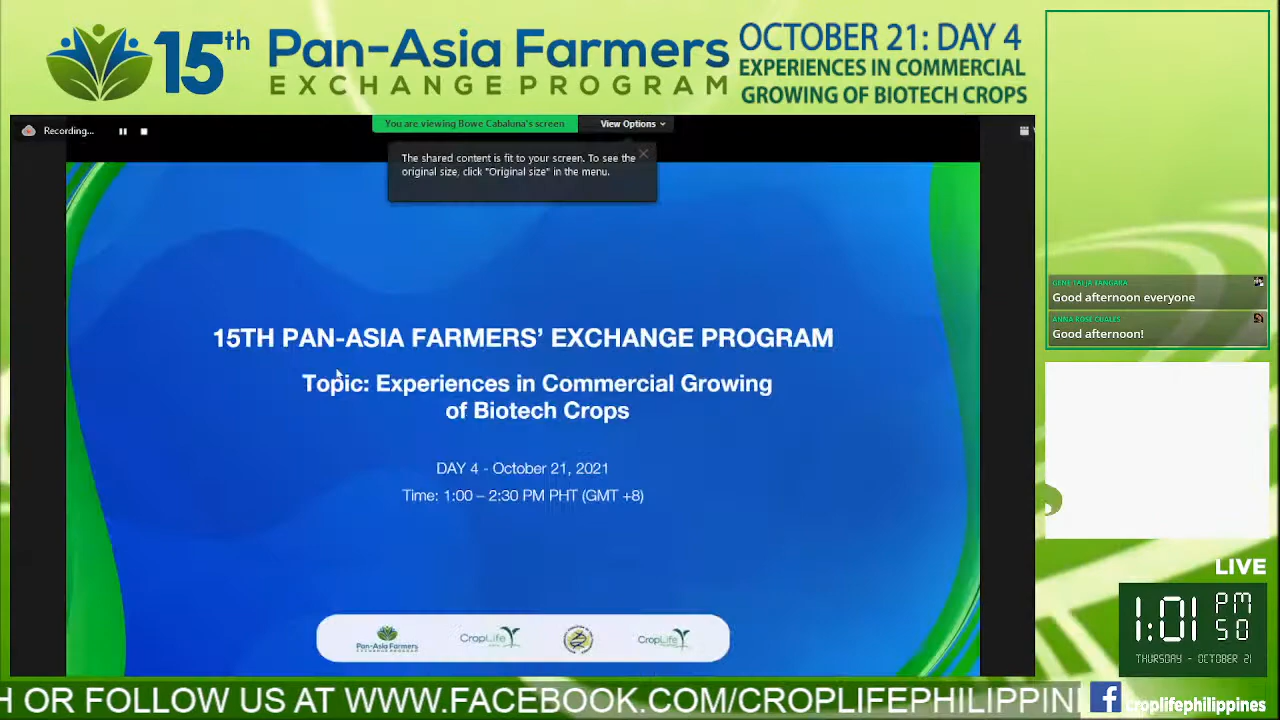 15th Pan-Asia Farmers
EXCHANGE PROGRAM
OCTOBER 21: DAY 4
EXPERIENCES IN COMMERCIAL
GROWING OF BIOTECH CROPS
Recording...
You are viewing Bowe Cabaluna's screen
View Options
The shared content is fit to your screen. To see the
original size, click "Original size" in the menu.
15TH PAN-ASIA FARMERS' EXCHANGE PROGRAM
Topic: Experiences in Commercial Growing
of Biotech Crops
DAY 4 - October 21, 2021
Time: 1:00 – 2:30 PM PHT (GMT +8)
Pan-Asia Farmers
EXCHANGE PROGRAM
CropLife
CropLife
Good afternoon everyone
ANNA ROSE CUALES
Good afternoon!
LIVE
1:01 PM
50
THURSDAY - OCTOBER 21
H OR FOLLOW US AT WWW.FACEBOOK.COM/CROPLIFEPHILIPPIN
croplifephilippines